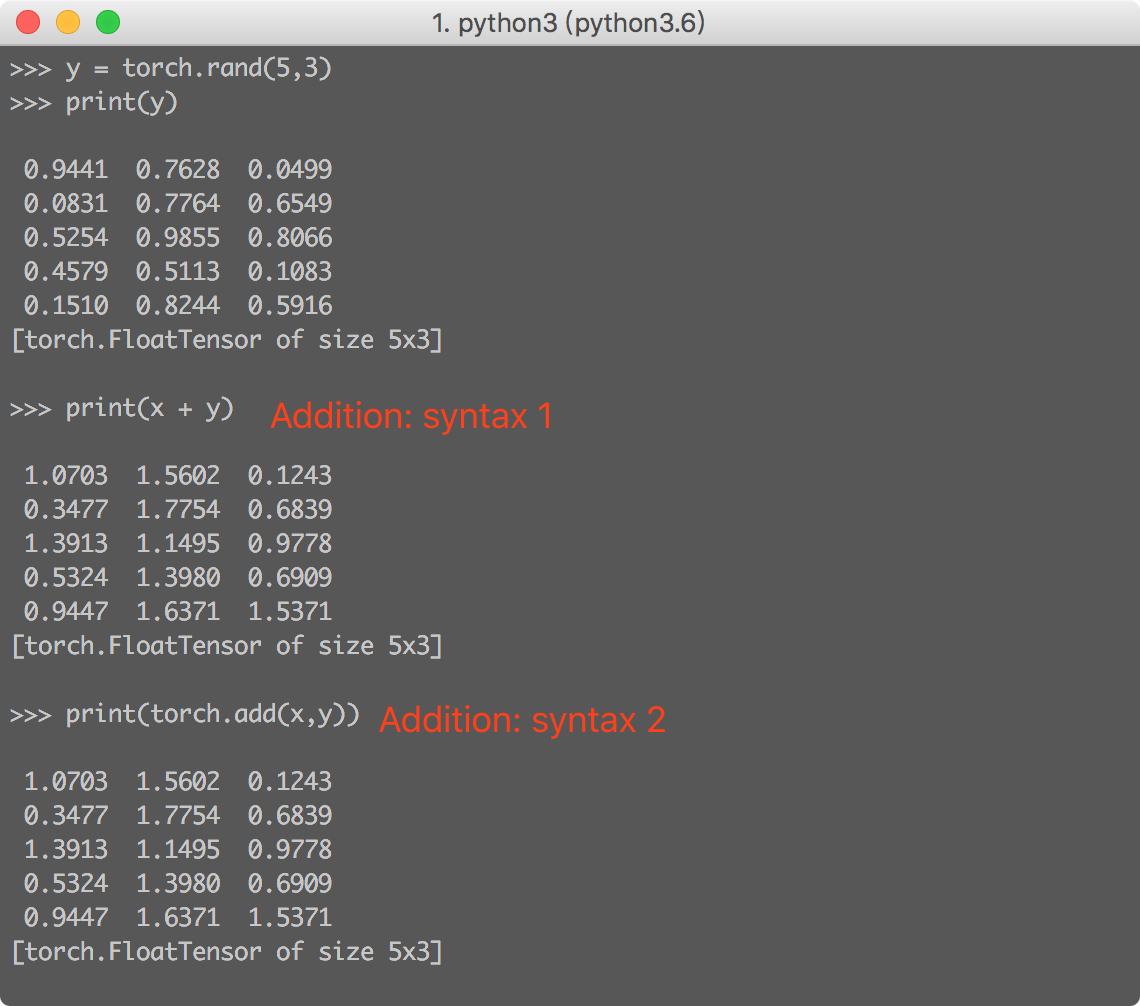 1. python3 (python3.6)
>>> y = torch.rand(5,3)
>>> print(y)
0.9441 0.7628 0.0499
0.0831 0.7764 0.6549
0.5254 0.9855 0.8066
0.4579 0.5113 0.1083
0.1510 0.8244 0.5916
[torch.FloatTensor of size 5x3]
>>> print(x + y) Addition: syntax 1
1.0703 1.5602 0.1243
0.3477 1.7754 0.6839
1.3913 1.1495 0.9778
0.5324 1.3980 0.6909
0.9447 1.6371 1.5371
[torch.FloatTensor of size 5x3]
>>> print(torch.add(x,y)) Addition: syntax 2
1.0703 1.5602 0.1243
0.3477 1.7754 0.6839
1.3913 1.1495 0.9778
0.5324 1.3980 0.6909
0.9447 1.6371 1.5371
[torch.FloatTensor of size 5x3]